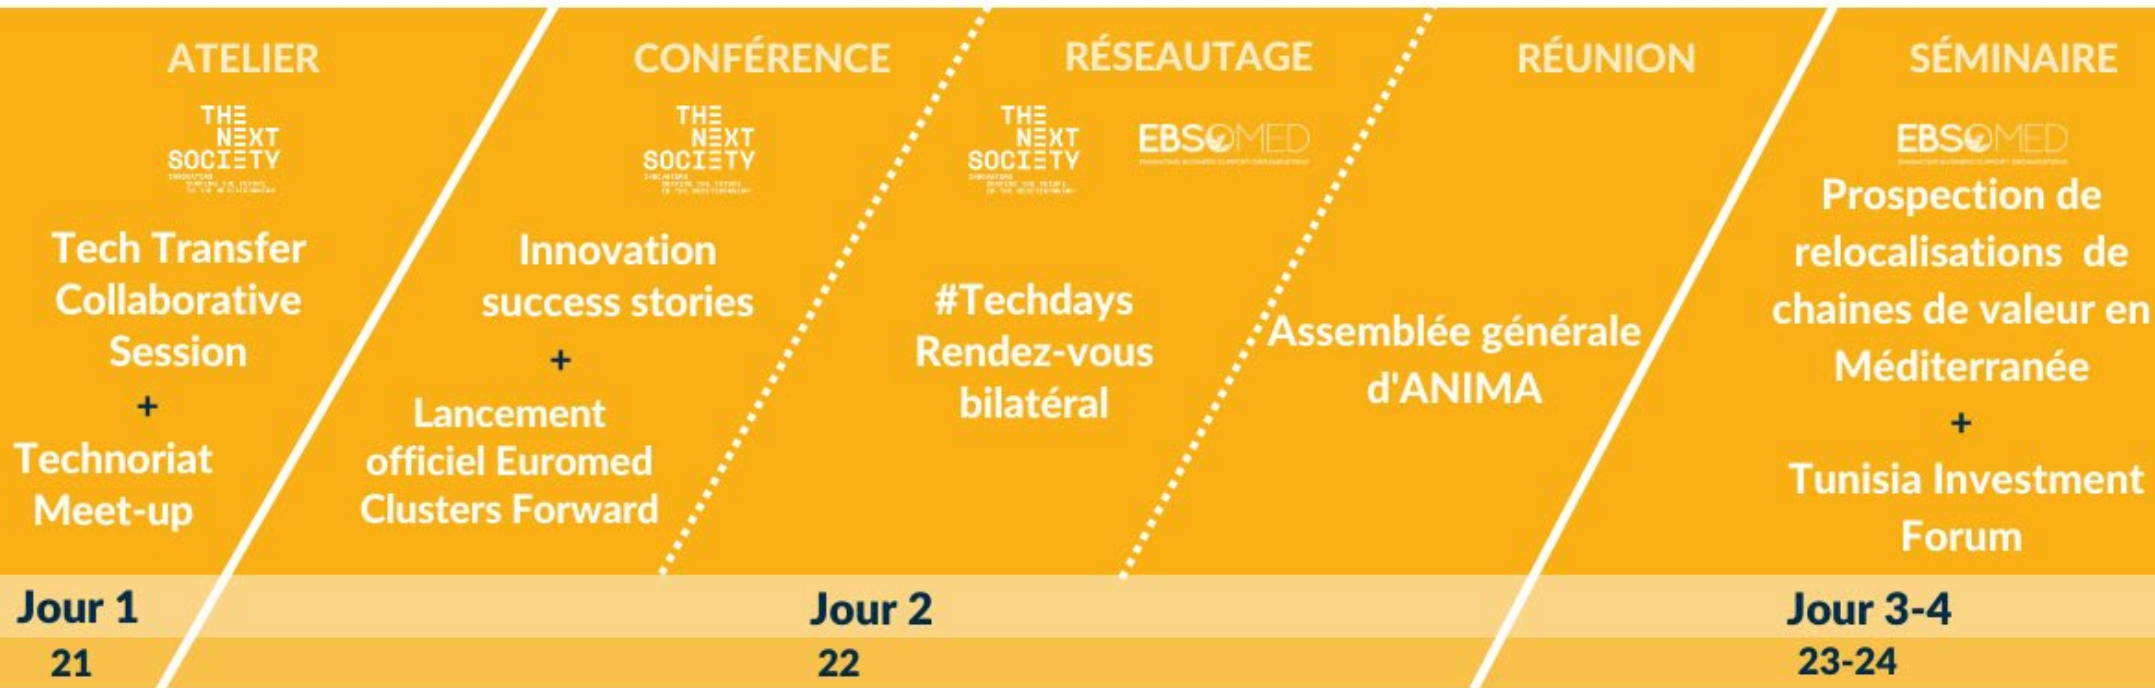 ATELIER
THE
NEXT
SOCIETY
Tech Transfer
Collaborative
Session
+
Technoriat
Meet-up
CONFÉRENCE
THE
NEXT
SOCIETY
Innovation
success stories
+
Lancement
officiel Euromed
Clusters Forward
RÉSEAUTAGE
THE
NEXT
SOCIETY
EBSOMED
#Techdays
Rendez-vous
bilatéral
RÉUNION
Assemblée générale
d'ANIMA
SÉMINAIRE
EBSOMED
Prospection de
relocalisations de
chaines de valeur en
Méditerranée
+
Tunisia Investment
Forum
Jour 1
Jour 2
Jour 3-4
21
22
23-24